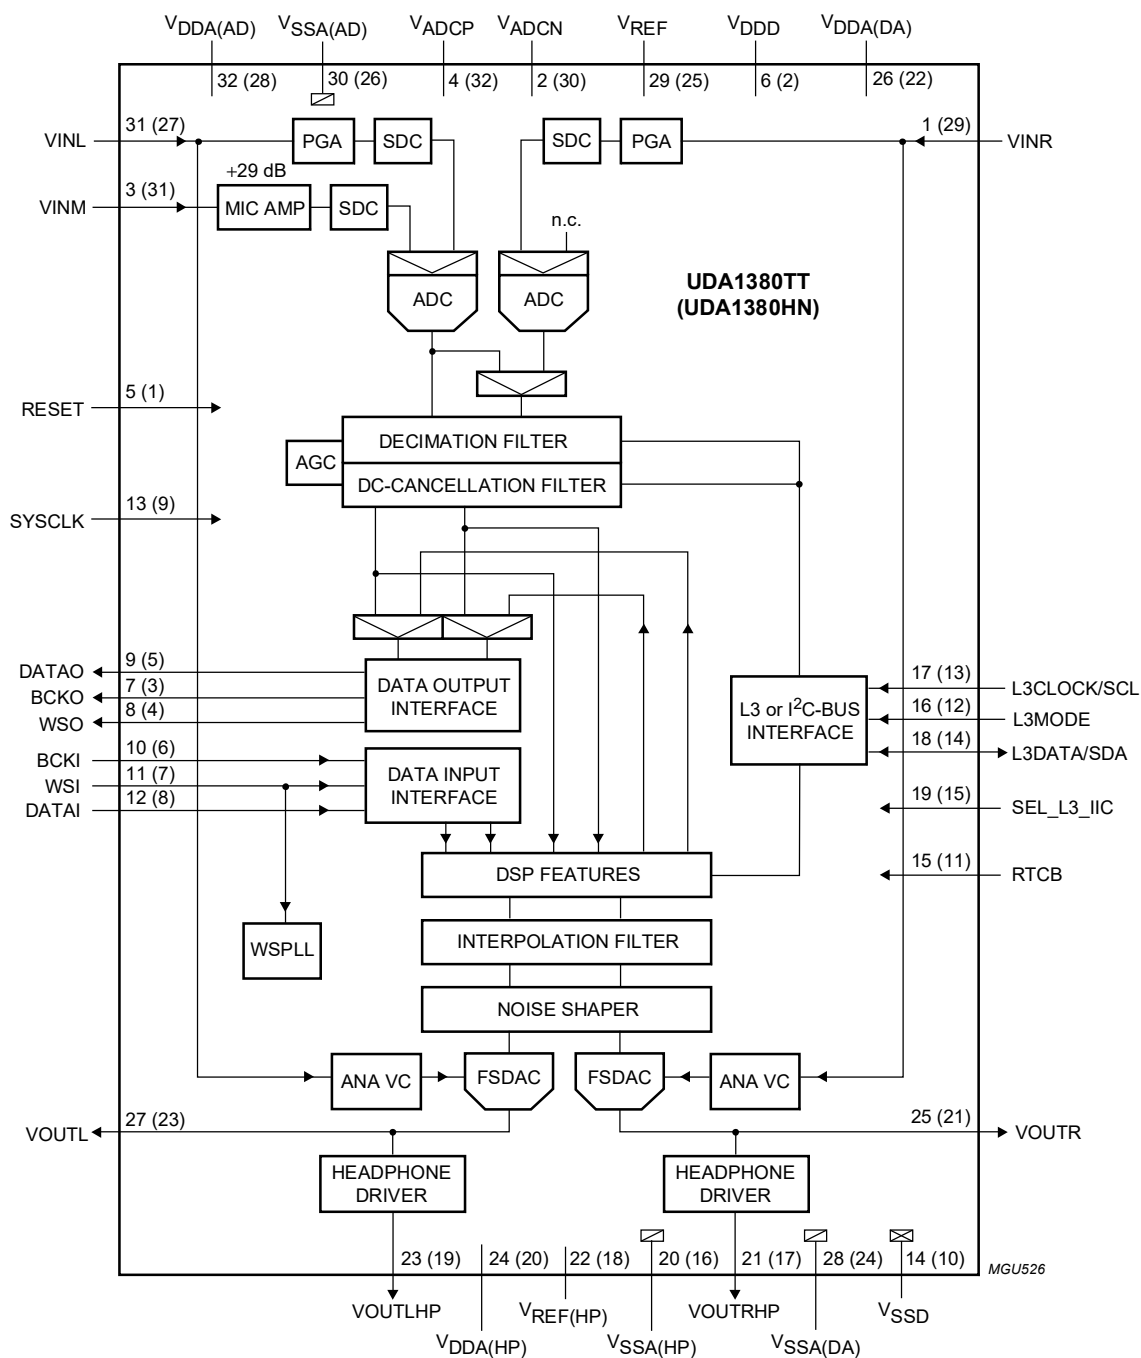 VDDA(AD) VSSA(AD) VADCP VADCN VREF VDDD VDDA(DA)
32 (28) 30 (26) 4 (32) 2 (30) 29 (25) 6 (2) 26 (22)
VINL 31 (27) PGA SDC SDC PGA 1 (29) VINR
+29 dB
VINM 3 (31) MIC AMP SDC n.c.
ADC ADC
UDA1380TT
(UDA1380HN)
RESET 5 (1)
DECIMATION FILTER
AGC
DC-CANCELLATION FILTER
SYSCLK 13 (9)
DATAO 9 (5)
BCKO 7 (3)
WSO 8 (4)
DATA OUTPUT
INTERFACE
L3 or I²C-BUS
INTERFACE
17 (13) L3CLOCK/SCL
16 (12) L3MODE
18 (14) L3DATA/SDA
BCKI 10 (6)
WSI 11 (7)
DATAI 12 (8)
DATA INPUT
INTERFACE
19 (15) SEL_L3_IIC
15 (11) RTCB
DSP FEATURES
WSPLL
INTERPOLATION FILTER
NOISE SHAPER
ANA VC FSDAC FSDAC ANA VC
VOUTL 27 (23) 25 (21) VOUTR
HEADPHONE
DRIVER
HEADPHONE
DRIVER
23 (19) 24 (20) 22 (18) 20 (16) 21 (17) 28 (24) 14 (10)
MGU526
VOUTLHP VREF(HP) VOUTRHP VSSD
VDDA(HP) VSSA(HP) VSSA(DA)